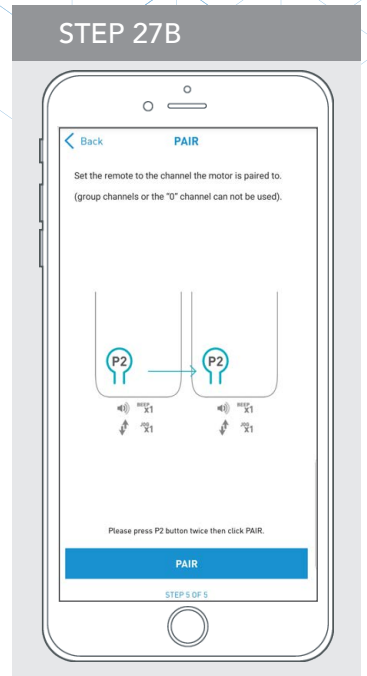 STEP 27B
Back PAIR
Set the remote to the channel the motor is paired to.
(group channels or the "0" channel can not be used).
P2 P2
BEEP x1 BEEP x1
JOG x1 JOG x1
Please press P2 button twice then click PAIR.
PAIR
STEP 5 OF 5